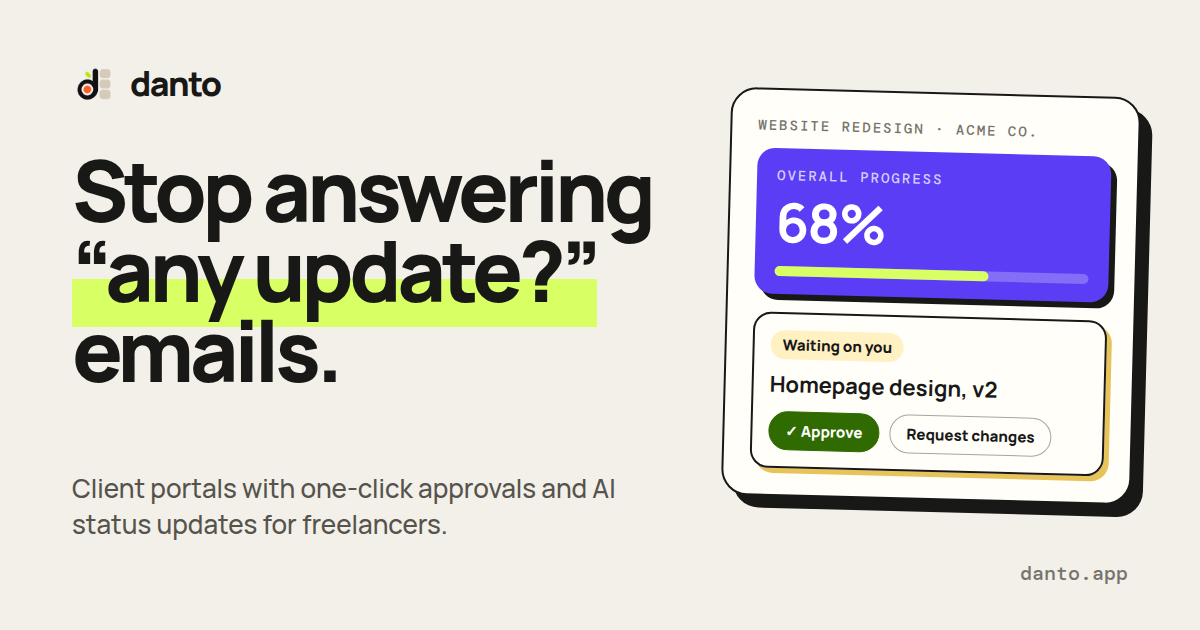 danto
Stop answering
“any update?”
emails.
Client portals with one-click approvals and AI
status updates for freelancers.
WEBSITE REDESIGN · ACME CO.
OVERALL PROGRESS
68%
Waiting on you
Homepage design, v2
✓ Approve
Request changes
danto.app